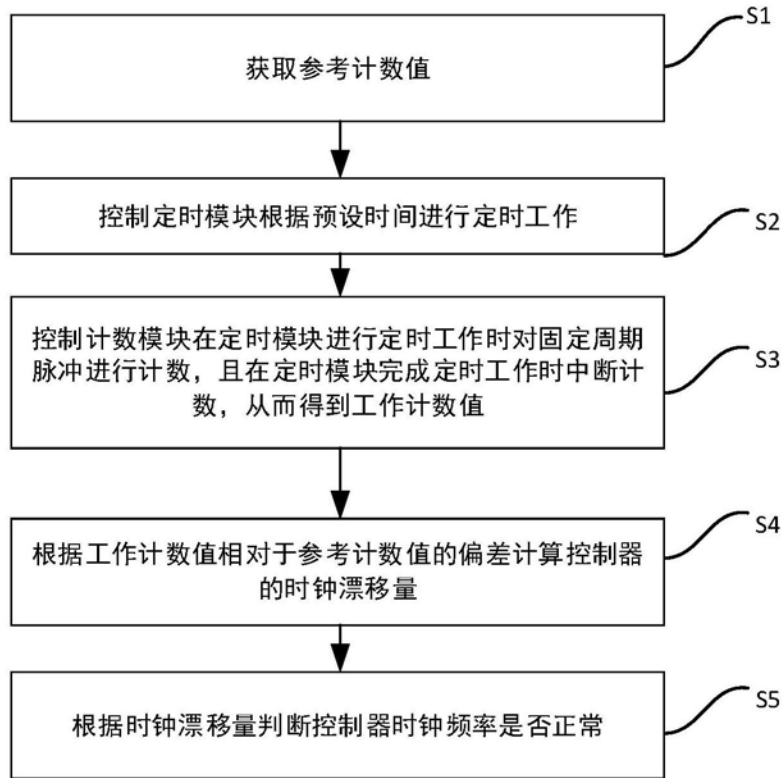 获取参考计数值
S1
控制定时模块根据预设时间进行定时工作
S2
控制计数模块在定时模块进行定时工作时对固定周期
脉冲进行计数，且在定时模块完成定时工作时中断计
数，从而得到工作计数值
S3
根据工作计数值相对于参考计数值的偏差计算控制器
的时钟漂移量
S4
根据时钟漂移量判断控制器时钟频率是否正常
S5